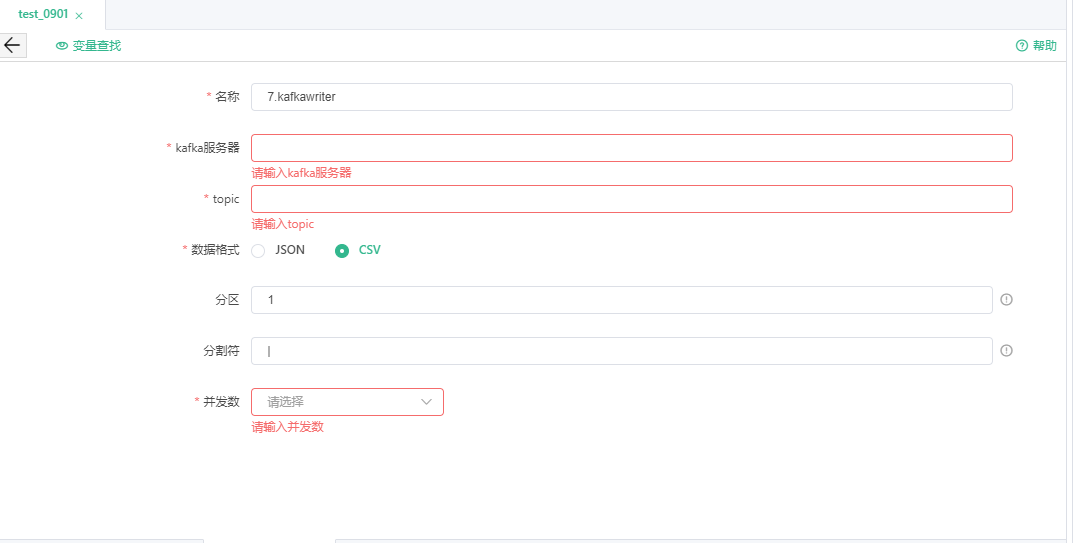 test_0901
变量查找
帮助
* 名称 7.kafkawriter
* kafka服务器
请输入kafka服务器
* topic
请输入topic
* 数据格式 JSON CSV
分区 1
分割符 |
* 并发数 请选择
请输入并发数